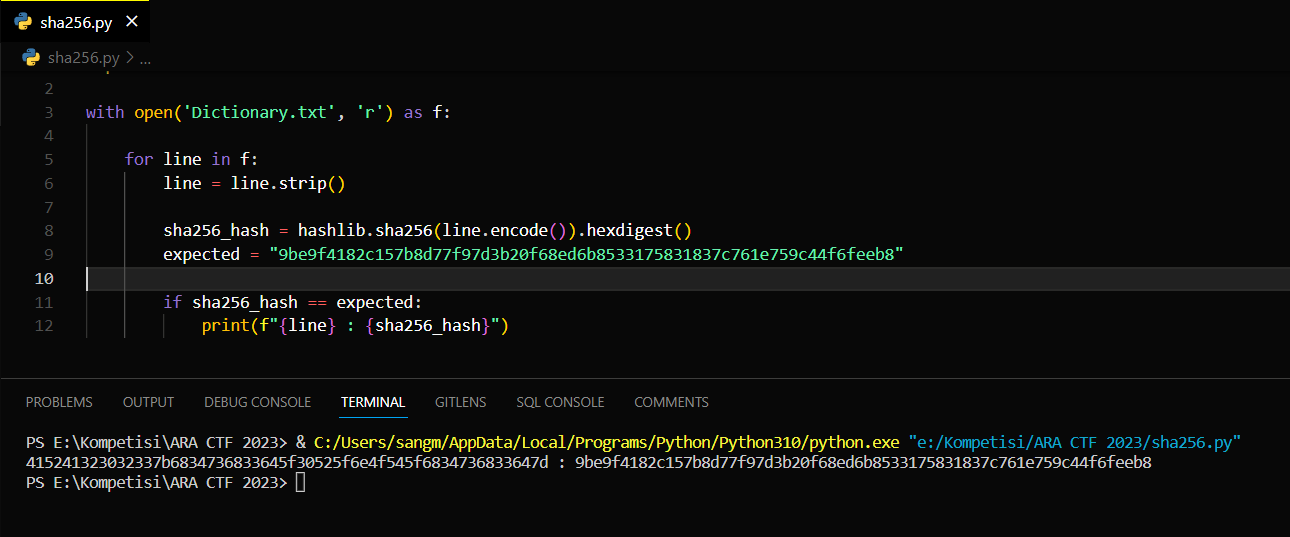 sha256.py ×
sha256.py > ...
2
3 with open('Dictionary.txt', 'r') as f:
4
5 for line in f:
6 line = line.strip()
7
8 sha256_hash = hashlib.sha256(line.encode()).hexdigest()
9 expected = "9be9f4182c157b8d77f97d3b20f68ed6b8533175831837c761e759c44f6feeb8"
10
11 if sha256_hash == expected:
12 print(f"{line} : {sha256_hash}")
PROBLEMS OUTPUT DEBUG CONSOLE TERMINAL GITLENS SQL CONSOLE COMMENTS
PS E:\Kompetisi\ARA CTF 2023> & C:/Users/sangm/AppData/Local/Programs/Python/Python310/python.exe "e:/Kompetisi/ARA CTF 2023/sha256.py"
415241323032337b6834736833645f30525f6e4f545f6834736833647d : 9be9f4182c157b8d77f97d3b20f68ed6b8533175831837c761e759c44f6feeb8
PS E:\Kompetisi\ARA CTF 2023>